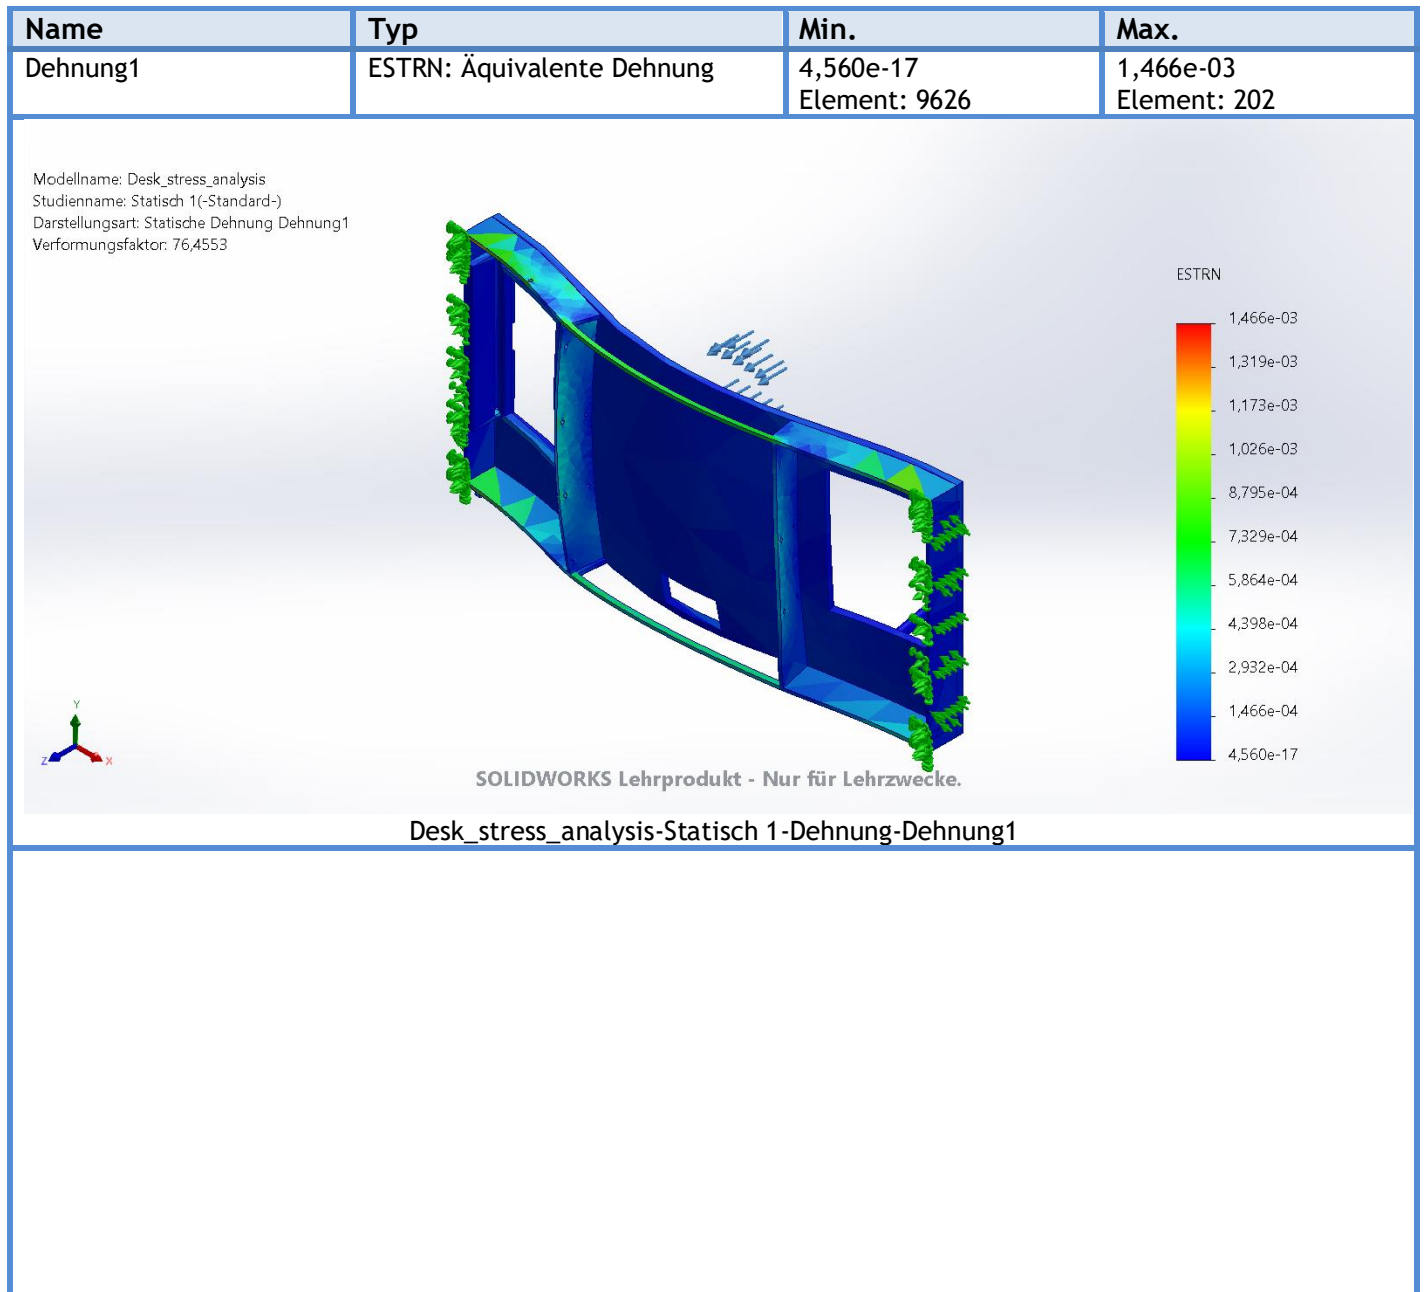 Name Typ Min. Max.
Dehnung1 ESTRN: Äquivalente Dehnung 4,560e-17 1,466e-03
Element: 9626 Element: 202
Modellname: Desk_stress_analysis
Studienname: Statisch 1(-Standard-)
Darstellungsart: Statische Dehnung Dehnung1
Verformungsfaktor: 76,4553
ESTRN
1,466e-03
1,319e-03
1,173e-03
1,026e-03
8,795e-04
7,329e-04
5,864e-04
4,398e-04
2,932e-04
1,466e-04
4,560e-17
Y
Z X
SOLIDWORKS Lehrprodukt - Nur für Lehrzwecke.
Desk_stress_analysis-Statisch 1-Dehnung-Dehnung1